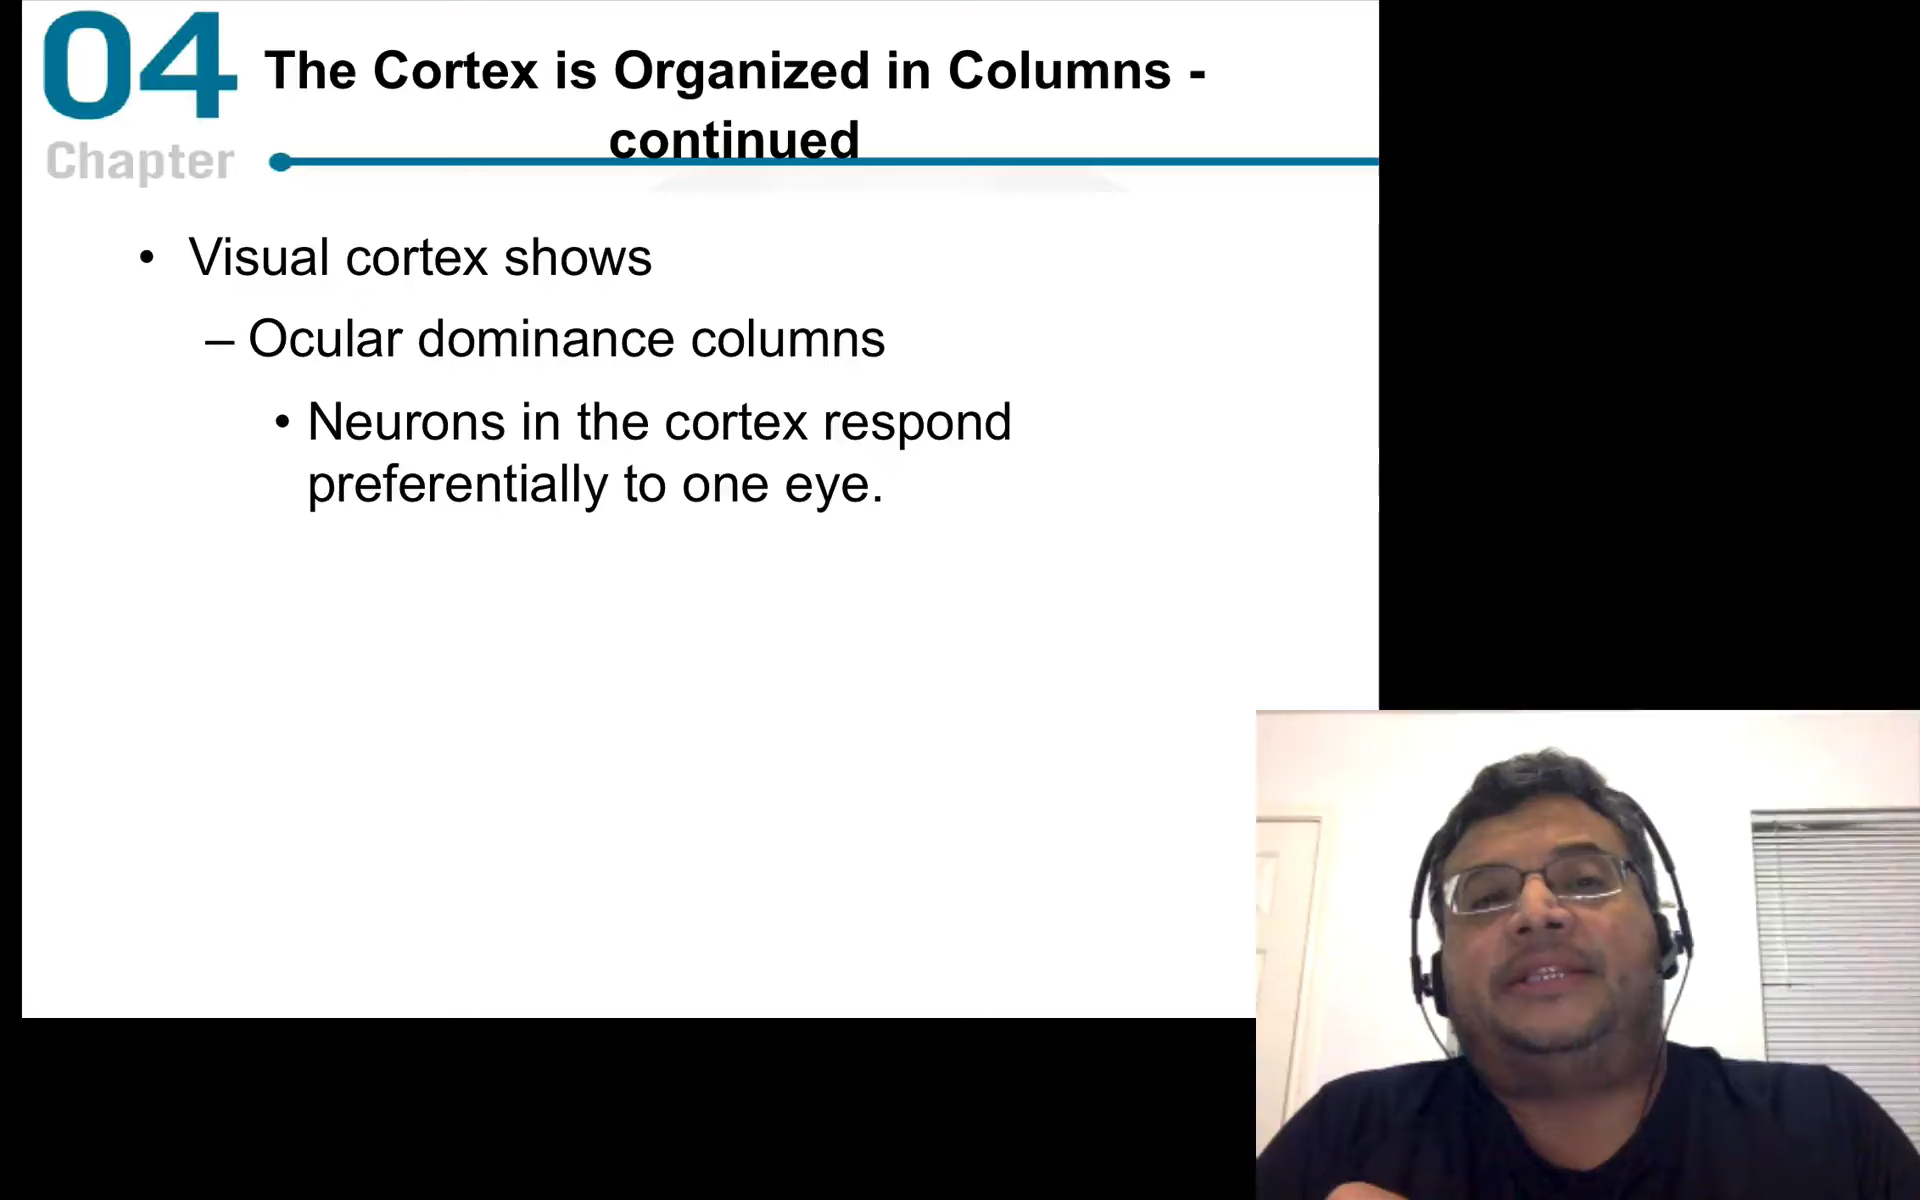 04
Chapter
The Cortex is Organized in Columns -
continued
• Visual cortex shows
– Ocular dominance columns
• Neurons in the cortex respond
preferentially to one eye.